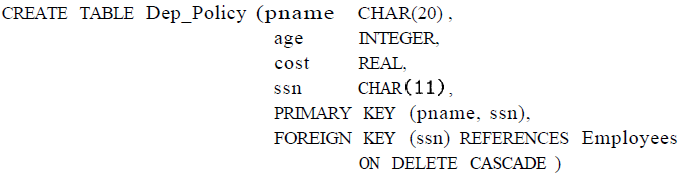 CREATE TABLE Dep_Policy (pname CHAR(20),
age INTEGER,
cost REAL,
ssn CHAR(11),
PRIMARY KEY (pname, ssn),
FOREIGN KEY (ssn) REFERENCES Employees
ON DELETE CASCADE )